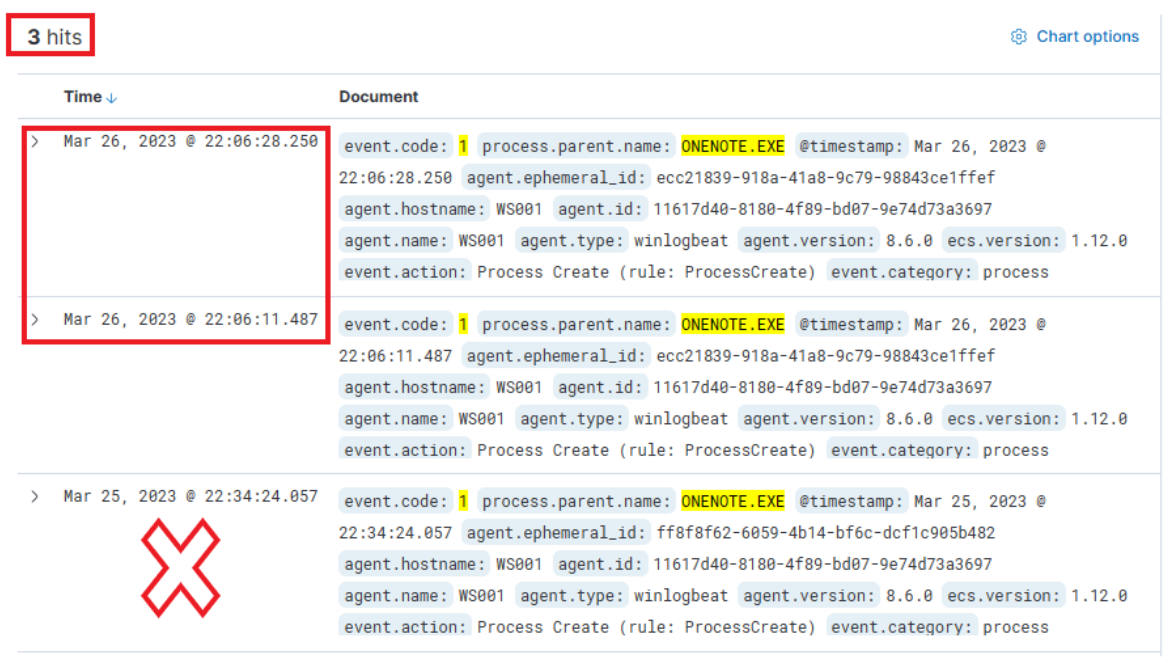 3 hits
Chart options
Time Document
Mar 26, 2023 @ 22:06:28.250 event.code: 1 process.parent.name: ONENOTE.EXE @timestamp: Mar 26, 2023 @
22:06:28.250 agent.ephemeral_id: ecc21839-918a-41a8-9c79-98843ce1ffef
agent.hostname: WS001 agent.id: 11617d40-8180-4f89-bd07-9e74d73a3697
agent.name: WS001 agent.type: winlogbeat agent.version: 8.6.0 ecs.version: 1.12.0
event.action: Process Create (rule: ProcessCreate) event.category: process
Mar 26, 2023 @ 22:06:11.487 event.code: 1 process.parent.name: ONENOTE.EXE @timestamp: Mar 26, 2023 @
22:06:11.487 agent.ephemeral_id: ecc21839-918a-41a8-9c79-98843ce1ffef
agent.hostname: WS001 agent.id: 11617d40-8180-4f89-bd07-9e74d73a3697
agent.name: WS001 agent.type: winlogbeat agent.version: 8.6.0 ecs.version: 1.12.0
event.action: Process Create (rule: ProcessCreate) event.category: process
Mar 25, 2023 @ 22:34:24.057 event.code: 1 process.parent.name: ONENOTE.EXE @timestamp: Mar 25, 2023 @
22:34:24.057 agent.ephemeral_id: ff8f8f62-6059-4b14-bf6c-dcf1c905b482
agent.hostname: WS001 agent.id: 11617d40-8180-4f89-bd07-9e74d73a3697
agent.name: WS001 agent.type: winlogbeat agent.version: 8.6.0 ecs.version: 1.12.0
event.action: Process Create (rule: ProcessCreate) event.category: process